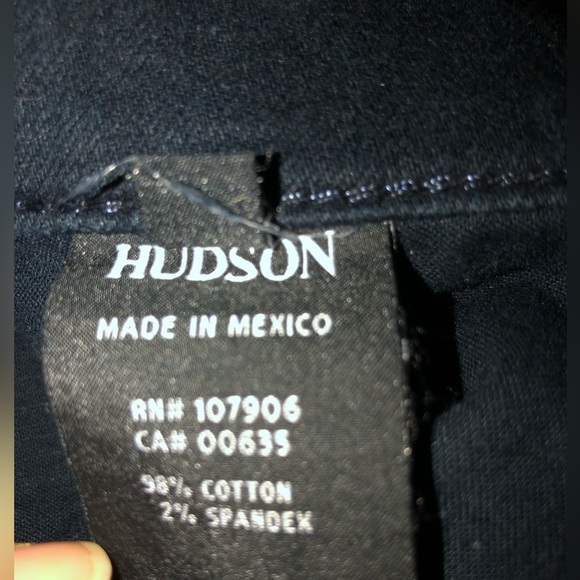 HUDSON
MADE IN MEXICO
RN# 107906
CA# 00635
98% COTTON
2% SPANDEX